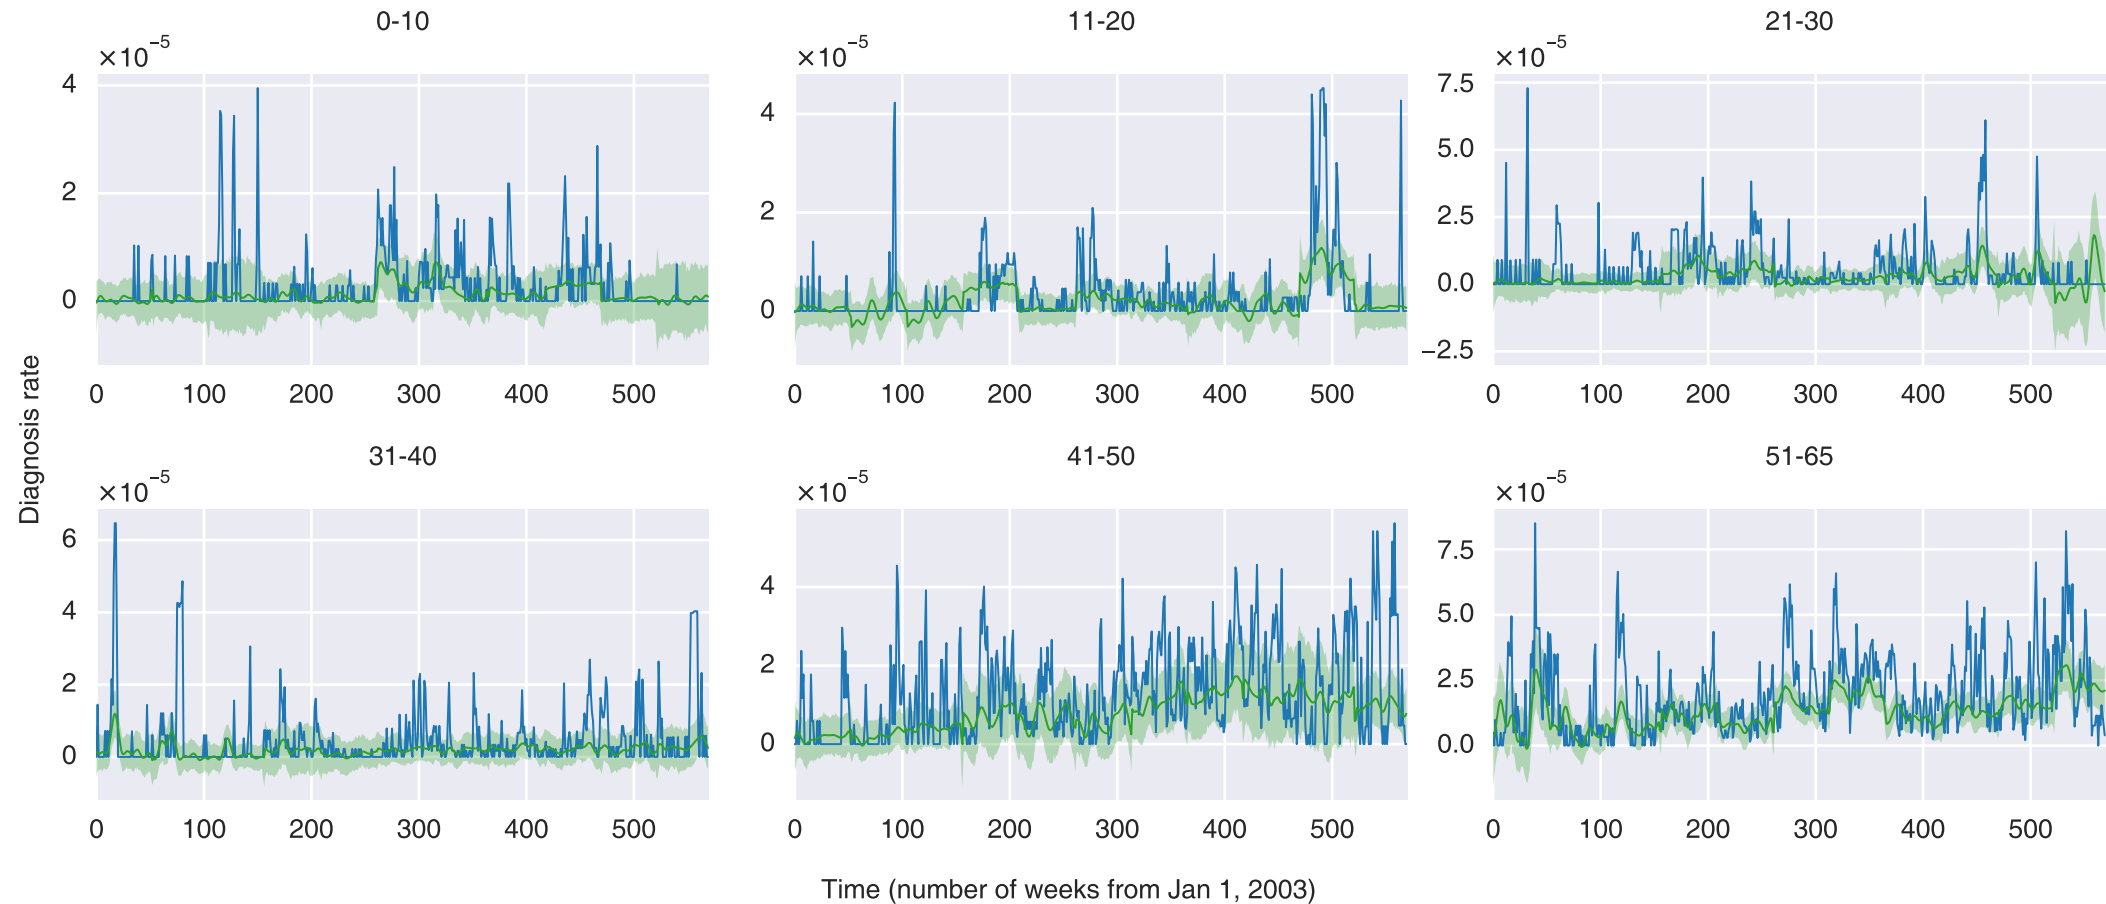 0-10 11-20 21-30
×10⁻⁵ ×10⁻⁵ ×10⁻⁵
4 2 0
4 2 0
7.5 5.0 2.5 0.0 −2.5
0 100 200 300 400 500
0 100 200 300 400 500
0 100 200 300 400 500
Diagnosis rate
31-40 41-50 51-65
×10⁻⁵ ×10⁻⁵ ×10⁻⁵
6 4 2 0
4 2 0
7.5 5.0 2.5 0.0
0 100 200 300 400 500
0 100 200 300 400 500
0 100 200 300 400 500
Time (number of weeks from Jan 1, 2003)